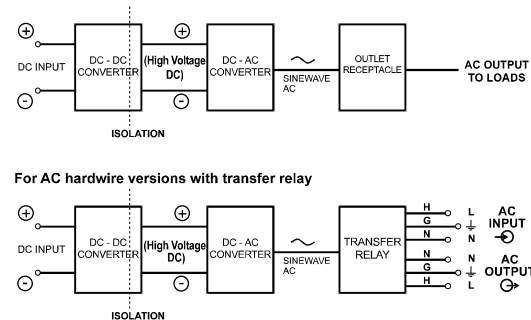 DC INPUT
DC - DC
CONVERTER
(High Voltage
DC)
DC - AC
CONVERTER
SINEWAVE
AC
OUTLET
RECEPTACLE
AC OUTPUT
TO LOADS
ISOLATION
For AC hardwire versions with transfer relay
DC INPUT
DC - DC
CONVERTER
(High Voltage
DC)
DC - AC
CONVERTER
SINEWAVE
AC
TRANSFER
RELAY
H L
G
N N
AC
INPUT
N N
G
H L
AC
OUTPUT
ISOLATION